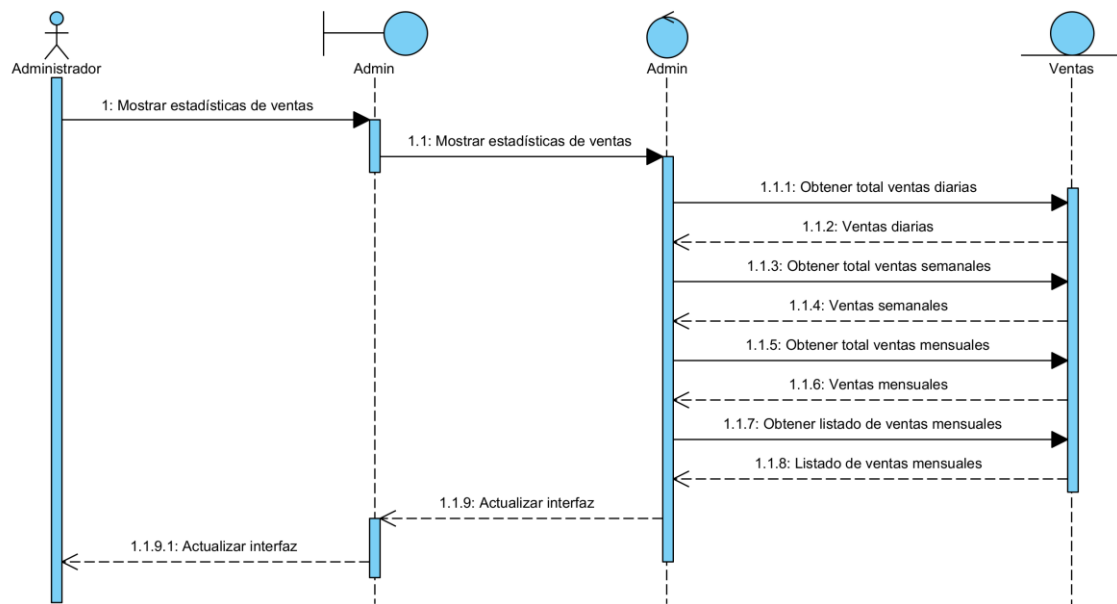 Administrador
Admin
Admin
Ventas
1: Mostrar estadísticas de ventas
1.1: Mostrar estadísticas de ventas
1.1.1: Obtener total ventas diarias
1.1.2: Ventas diarias
1.1.3: Obtener total ventas semanales
1.1.4: Ventas semanales
1.1.5: Obtener total ventas mensuales
1.1.6: Ventas mensuales
1.1.7: Obtener listado de ventas mensuales
1.1.8: Listado de ventas mensuales
1.1.9: Actualizar interfaz
1.1.9.1: Actualizar interfaz